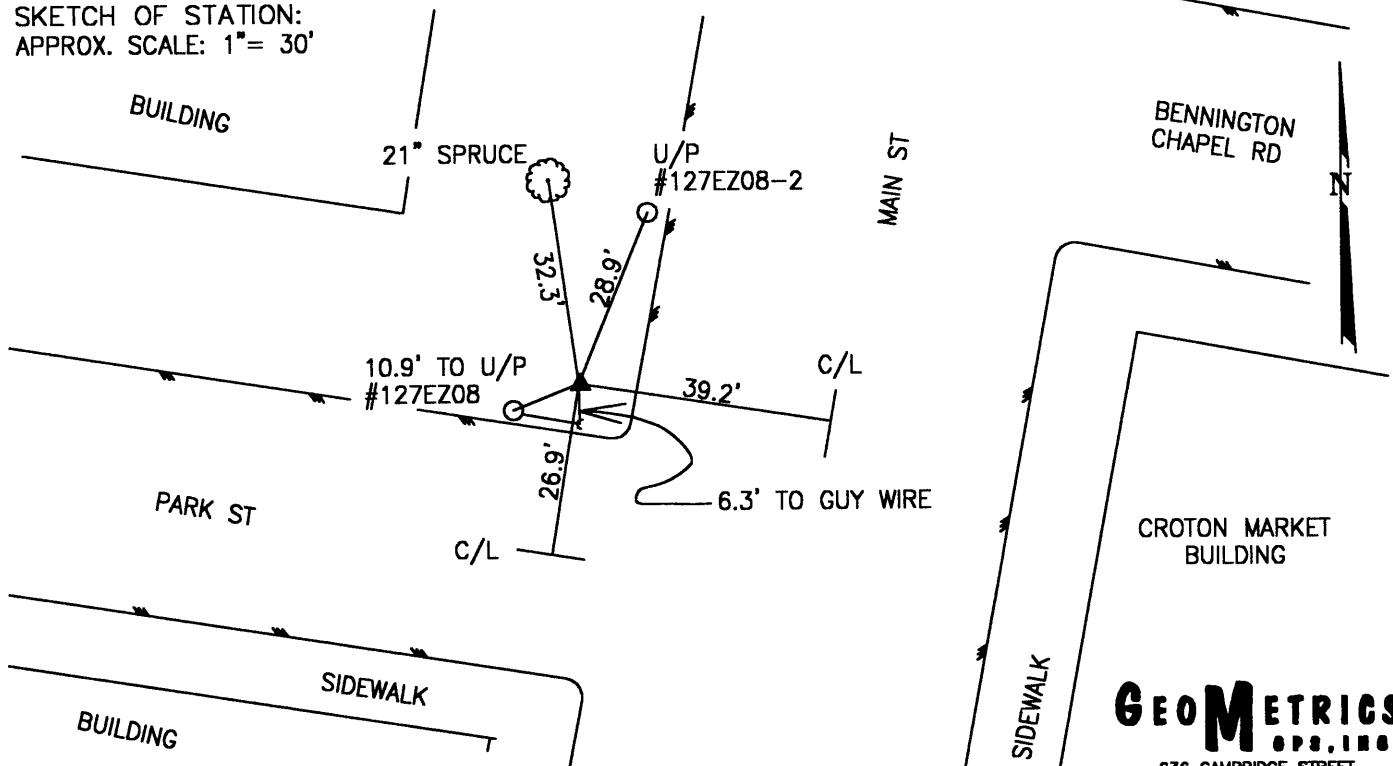 SKETCH OF STATION:
APPROX. SCALE: 1"= 30'
BUILDING
21" SPRUCE
U/P
#127EZ08-2
MAIN ST
BENNINGTON
CHAPEL RD
N
32.3'
28.9'
10.9' TO U/P
#127EZ08
C/L
39.2'
26.9'
6.3' TO GUY WIRE
PARK ST
C/L
CROTON MARKET
BUILDING
SIDEWALK
SIDEWALK
BUILDING
GEOMETRICS
GPS, INC